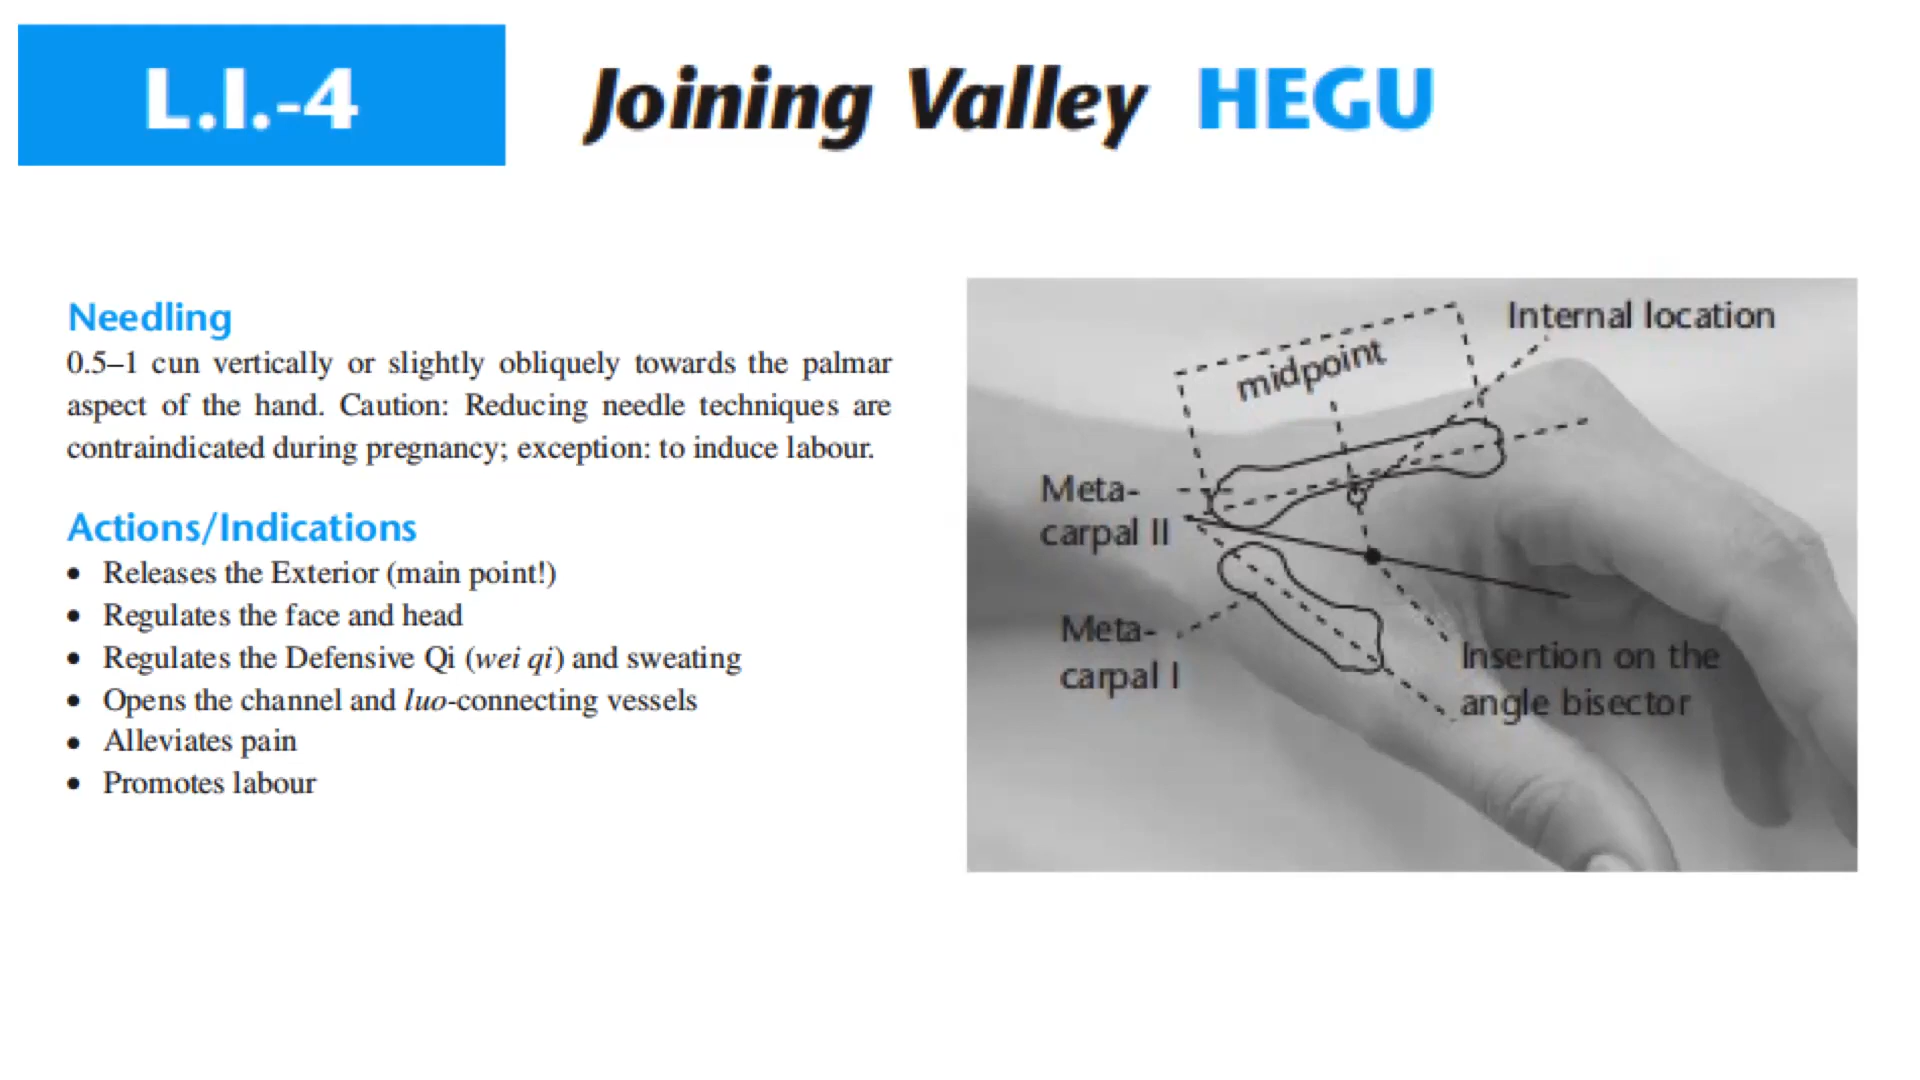 L.I.-4
Joining Valley HEGU
Needling
0.5–1 cun vertically or slightly obliquely towards the palmar
aspect of the hand. Caution: Reducing needle techniques are
contraindicated during pregnancy; exception: to induce labour.
Actions/Indications
• Releases the Exterior (main point!)
• Regulates the face and head
• Regulates the Defensive Qi (wei qi) and sweating
• Opens the channel and luo-connecting vessels
• Alleviates pain
• Promotes labour
Internal location
midpoint
Meta-
carpal II
Meta-
carpal I
Insertion on the
angle bisector